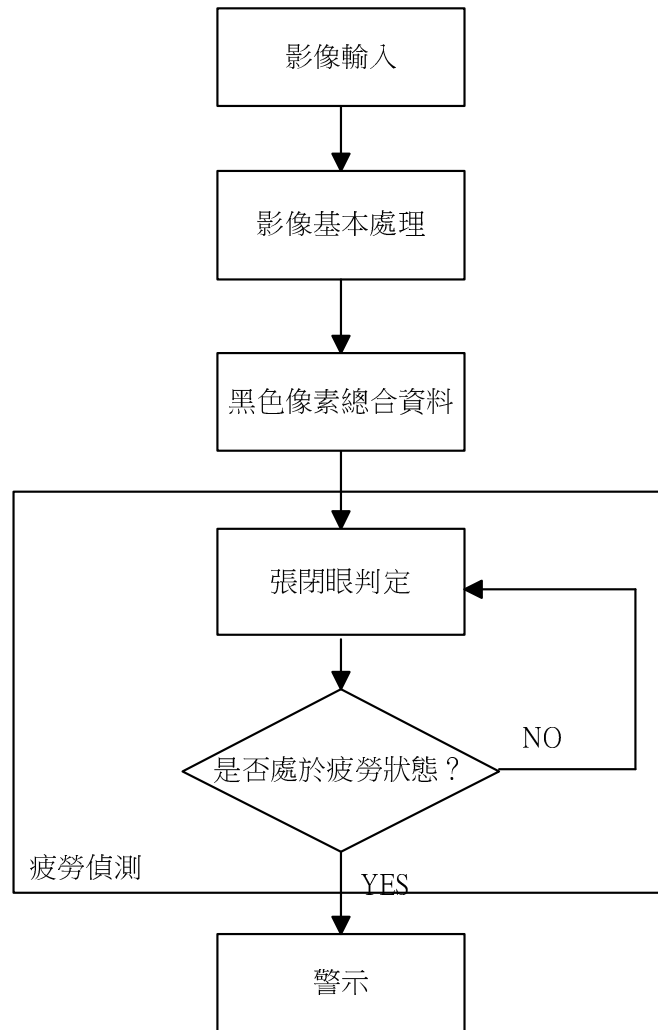 影像輸入
影像基本處理
黑色像素總合資料
張閉眼判定
是否處於疲勞狀態？
NO
疲勞偵測
YES
警示